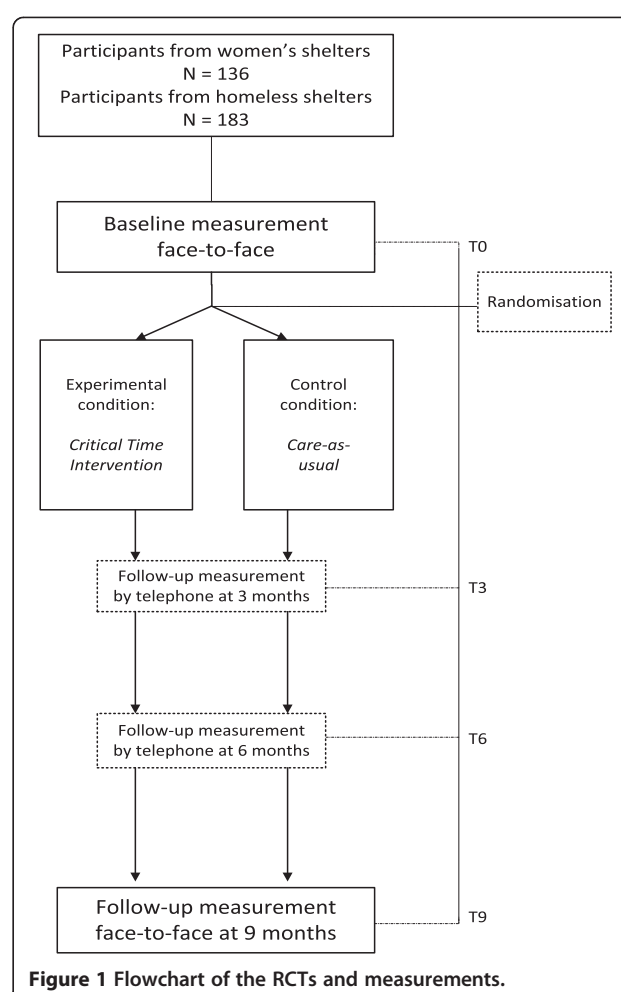 Participants from women's shelters
N = 136
Participants from homeless shelters
N = 183
Baseline measurement
face-to-face
T0
Randomisation
Experimental
condition:
Critical Time
Intervention
Control
condition:
Care-as-
usual
Follow-up measurement
by telephone at 3 months
T3
Follow-up measurement
by telephone at 6 months
T6
Follow-up measurement
face-to-face at 9 months
T9
Figure 1 Flowchart of the RCTs and measurements.